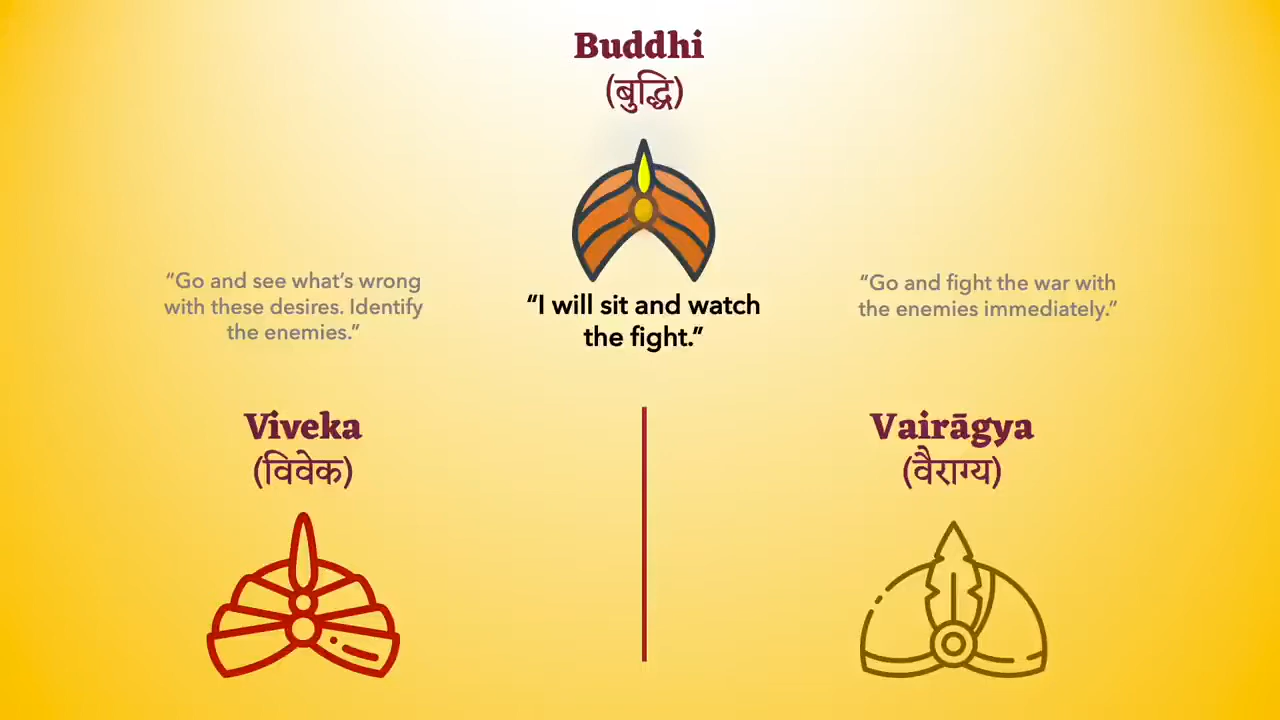 Buddhi
(बुद्धि)
“Go and see what’s wrong
with these desires. Identify
the enemies.”
“I will sit and watch
the fight.”
“Go and fight the war with
the enemies immediately.”
Viveka
(विवेक)
Vairāgya
(वैराग्य)